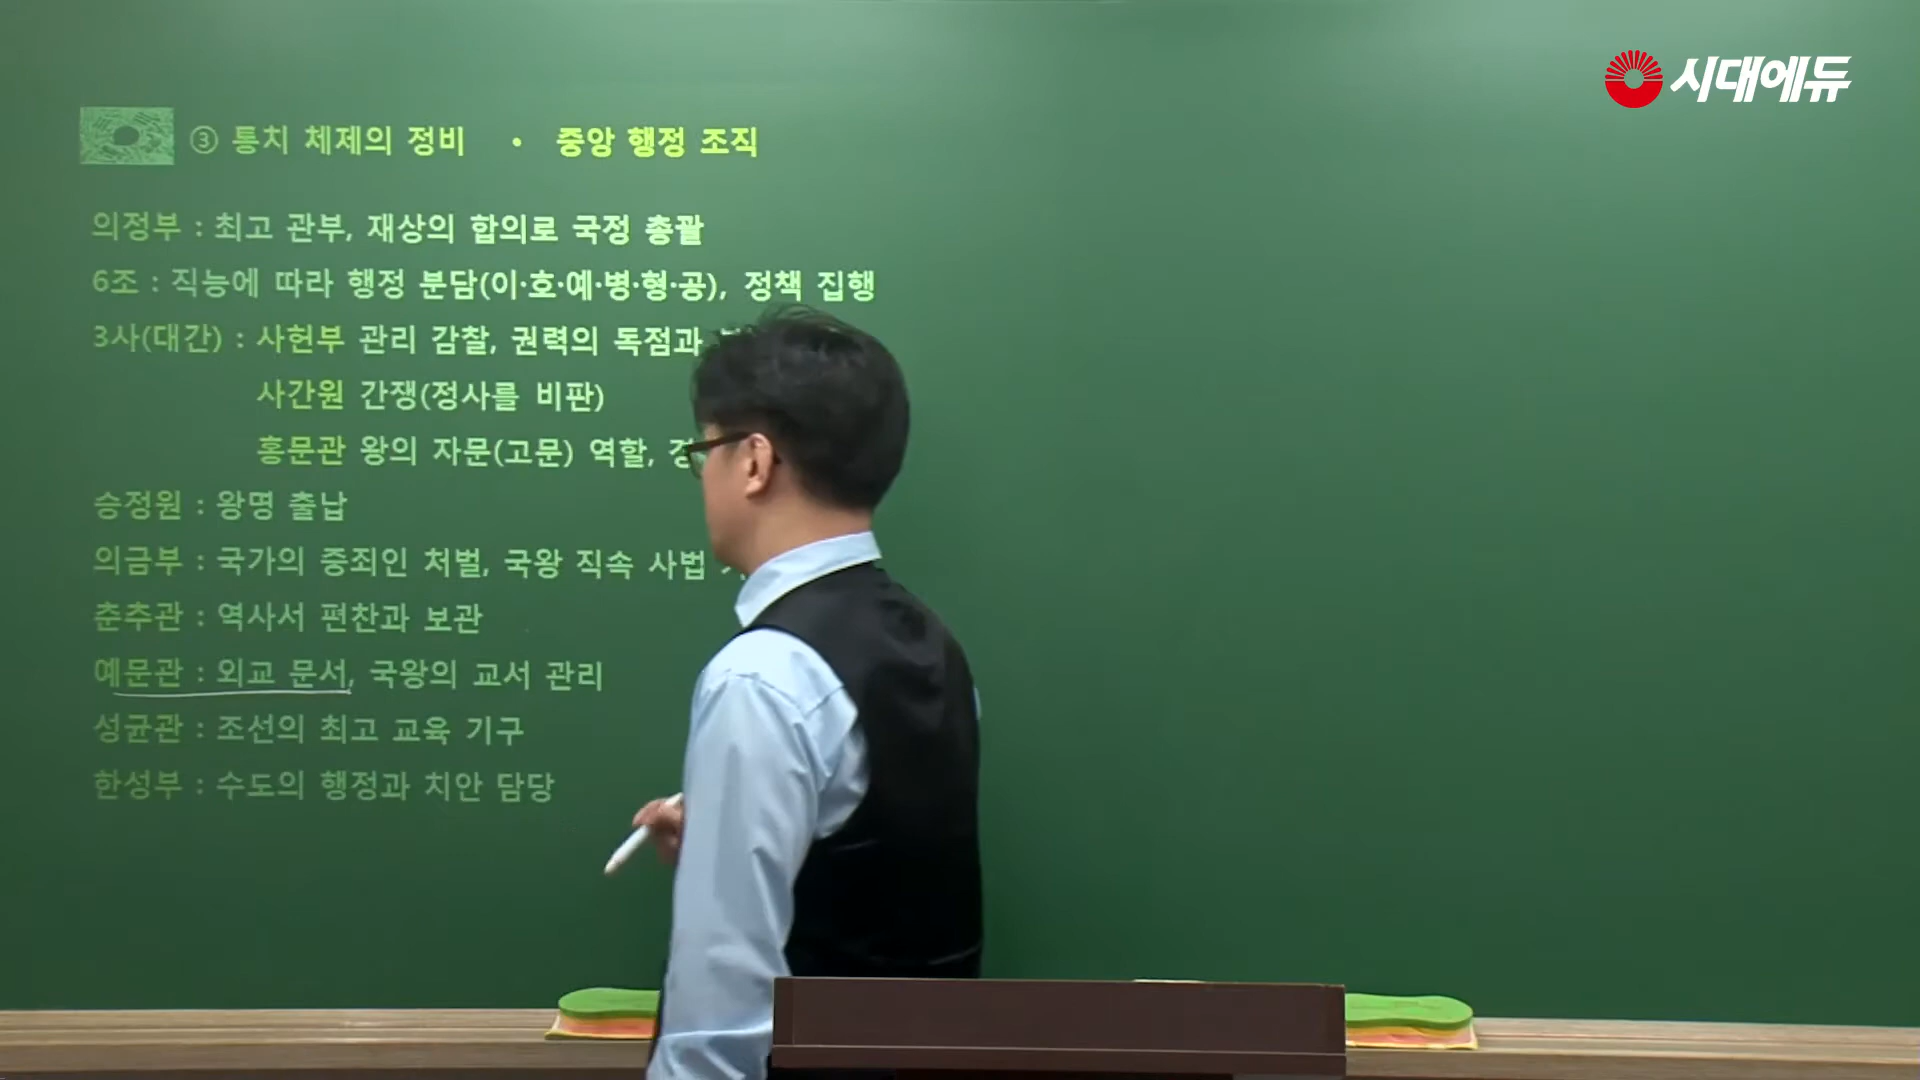 시대에듀
③ 통치 체제의 정비 • 중앙 행정 조직
의정부 : 최고 관부, 재상의 합의로 국정 총괄
6조 : 직능에 따라 행정 분담(이·호·예·병·형·공), 정책 집행
3사(대간) : 사헌부 관리 감찰, 권력의 독점과
사간원 간쟁(정사를 비판)
홍문관 왕의 자문(고문) 역할,
승정원 : 왕명 출납
의금부 : 국가의 중죄인 처벌, 국왕 직속 사법
춘추관 : 역사서 편찬과 보관
예문관 : 외교 문서, 국왕의 교서 관리
성균관 : 조선의 최고 교육 기구
한성부 : 수도의 행정과 치안 담당